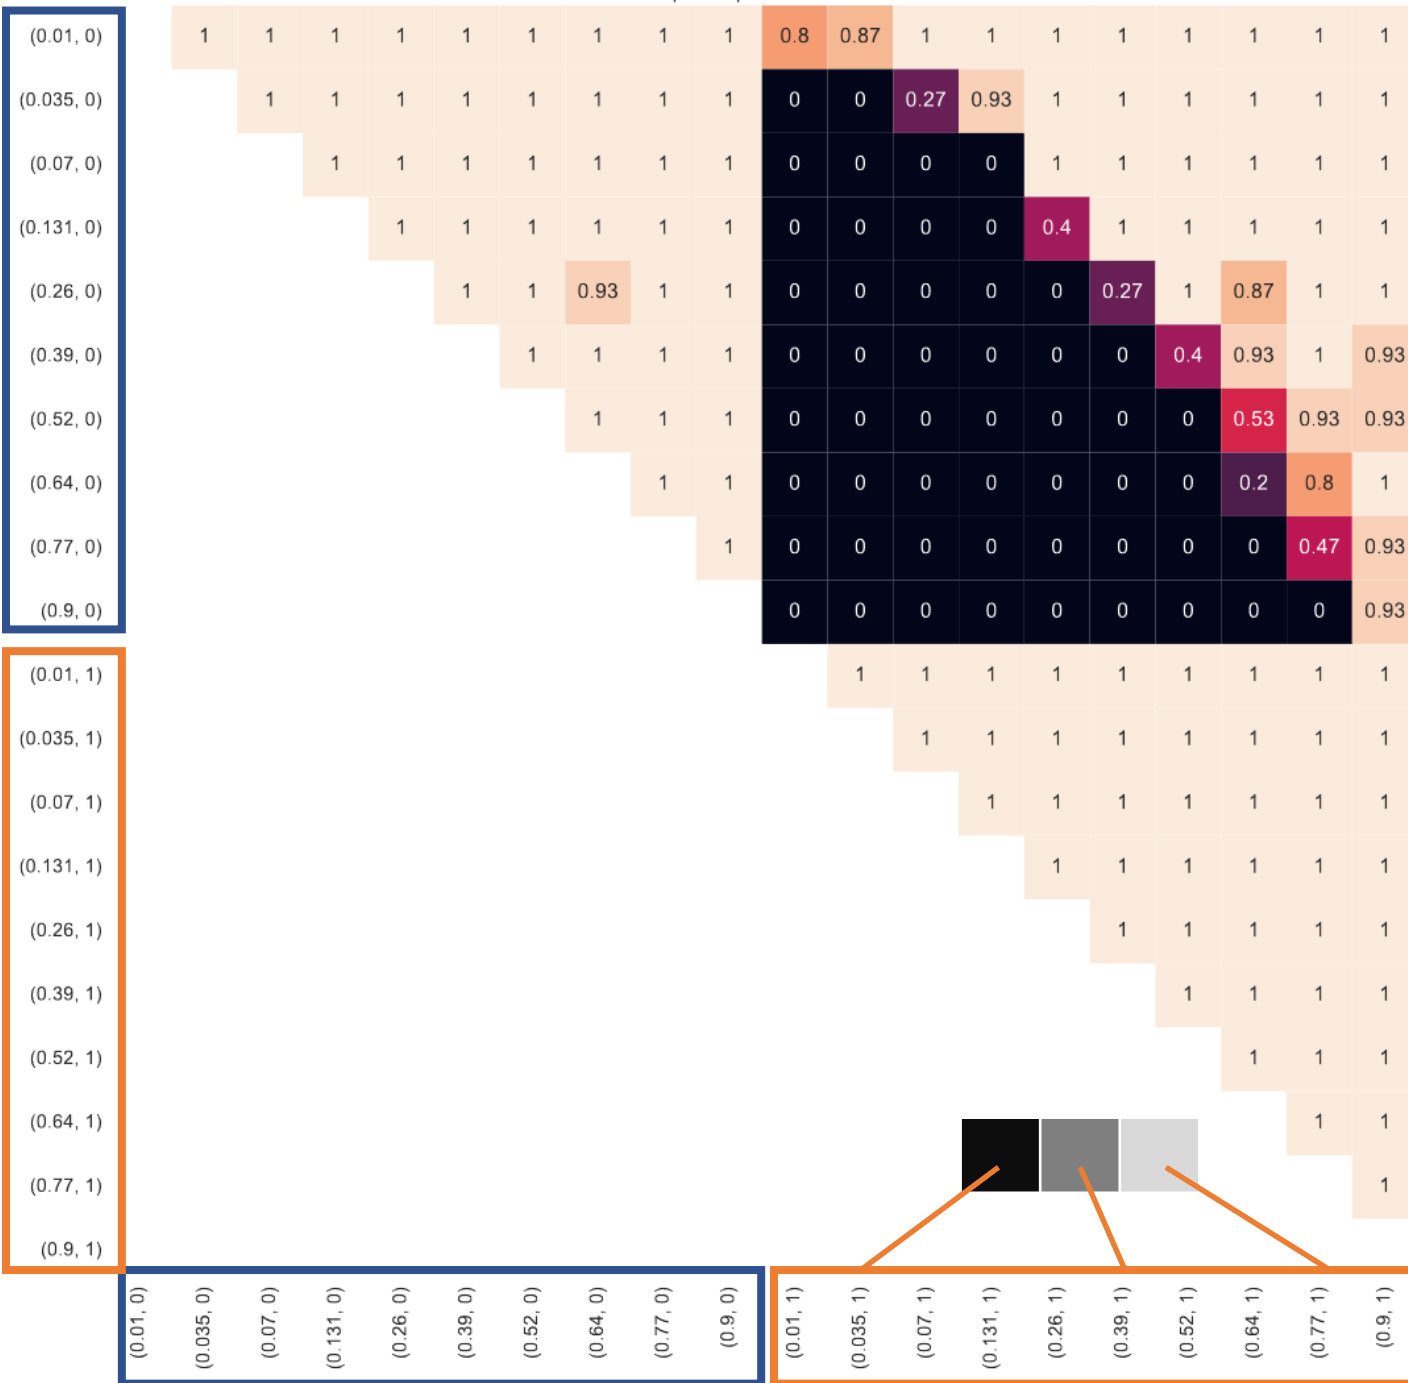 (0.01, 0) 1 1 1 1 1 1 1 1 1 0.8 0.87 1 1 1 1 1 1 1 1
(0.035, 0) 1 1 1 1 1 1 1 1 0 0 0.27 0.93 1 1 1 1 1 1
(0.07, 0) 1 1 1 1 1 1 1 0 0 0 0 1 1 1 1 1 1
(0.131, 0) 1 1 1 1 1 1 0 0 0 0 0.4 1 1 1 1 1
(0.26, 0) 1 1 0.93 1 1 0 0 0 0 0 0.27 1 0.87 1 1
(0.39, 0) 1 1 1 1 0 0 0 0 0 0 0.4 0.93 1 0.93
(0.52, 0) 1 1 1 0 0 0 0 0 0 0 0.53 0.93 0.93
(0.64, 0) 1 1 0 0 0 0 0 0 0 0.2 0.8 1
(0.77, 0) 1 0 0 0 0 0 0 0 0 0.47 0.93
(0.9, 0) 0 0 0 0 0 0 0 0 0 0.93
(0.01, 1) 1 1 1 1 1 1 1 1 1
(0.035, 1) 1 1 1 1 1 1 1 1
(0.07, 1) 1 1 1 1 1 1 1
(0.131, 1) 1 1 1 1 1 1
(0.26, 1) 1 1 1 1 1
(0.39, 1) 1 1 1 1
(0.52, 1) 1 1 1
(0.64, 1) 1 1
(0.77, 1) 1
(0.9, 1)
(0.01, 0) (0.035, 0) (0.07, 0) (0.131, 0) (0.26, 0) (0.39, 0) (0.52, 0) (0.64, 0) (0.77, 0) (0.9, 0) (0.01, 1) (0.035, 1) (0.07, 1) (0.131, 1) (0.26, 1) (0.39, 1) (0.52, 1) (0.64, 1) (0.77, 1) (0.9, 1)